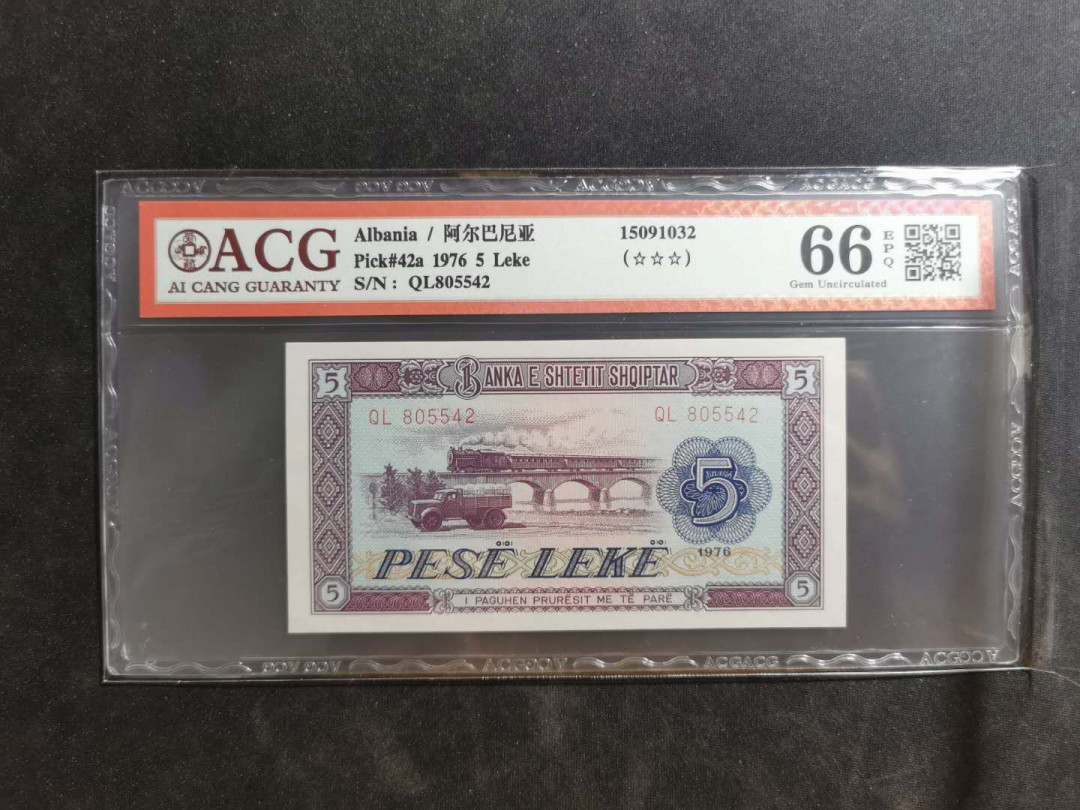 ACG
AI CANG GUARANTY
Albania / 阿尔巴尼亚
Pick#42a 1976 5 Leke
S/N: QL805542
15091032
(☆☆☆)
66
EPQ
Gem Uncirculated
5 BANKA E SHTETIT SHQIPTAR 5
QL 805542 QL 805542
5
PESË LEKË 1976
5 I PAGUHEN PRURËSIT ME TË PARË 5